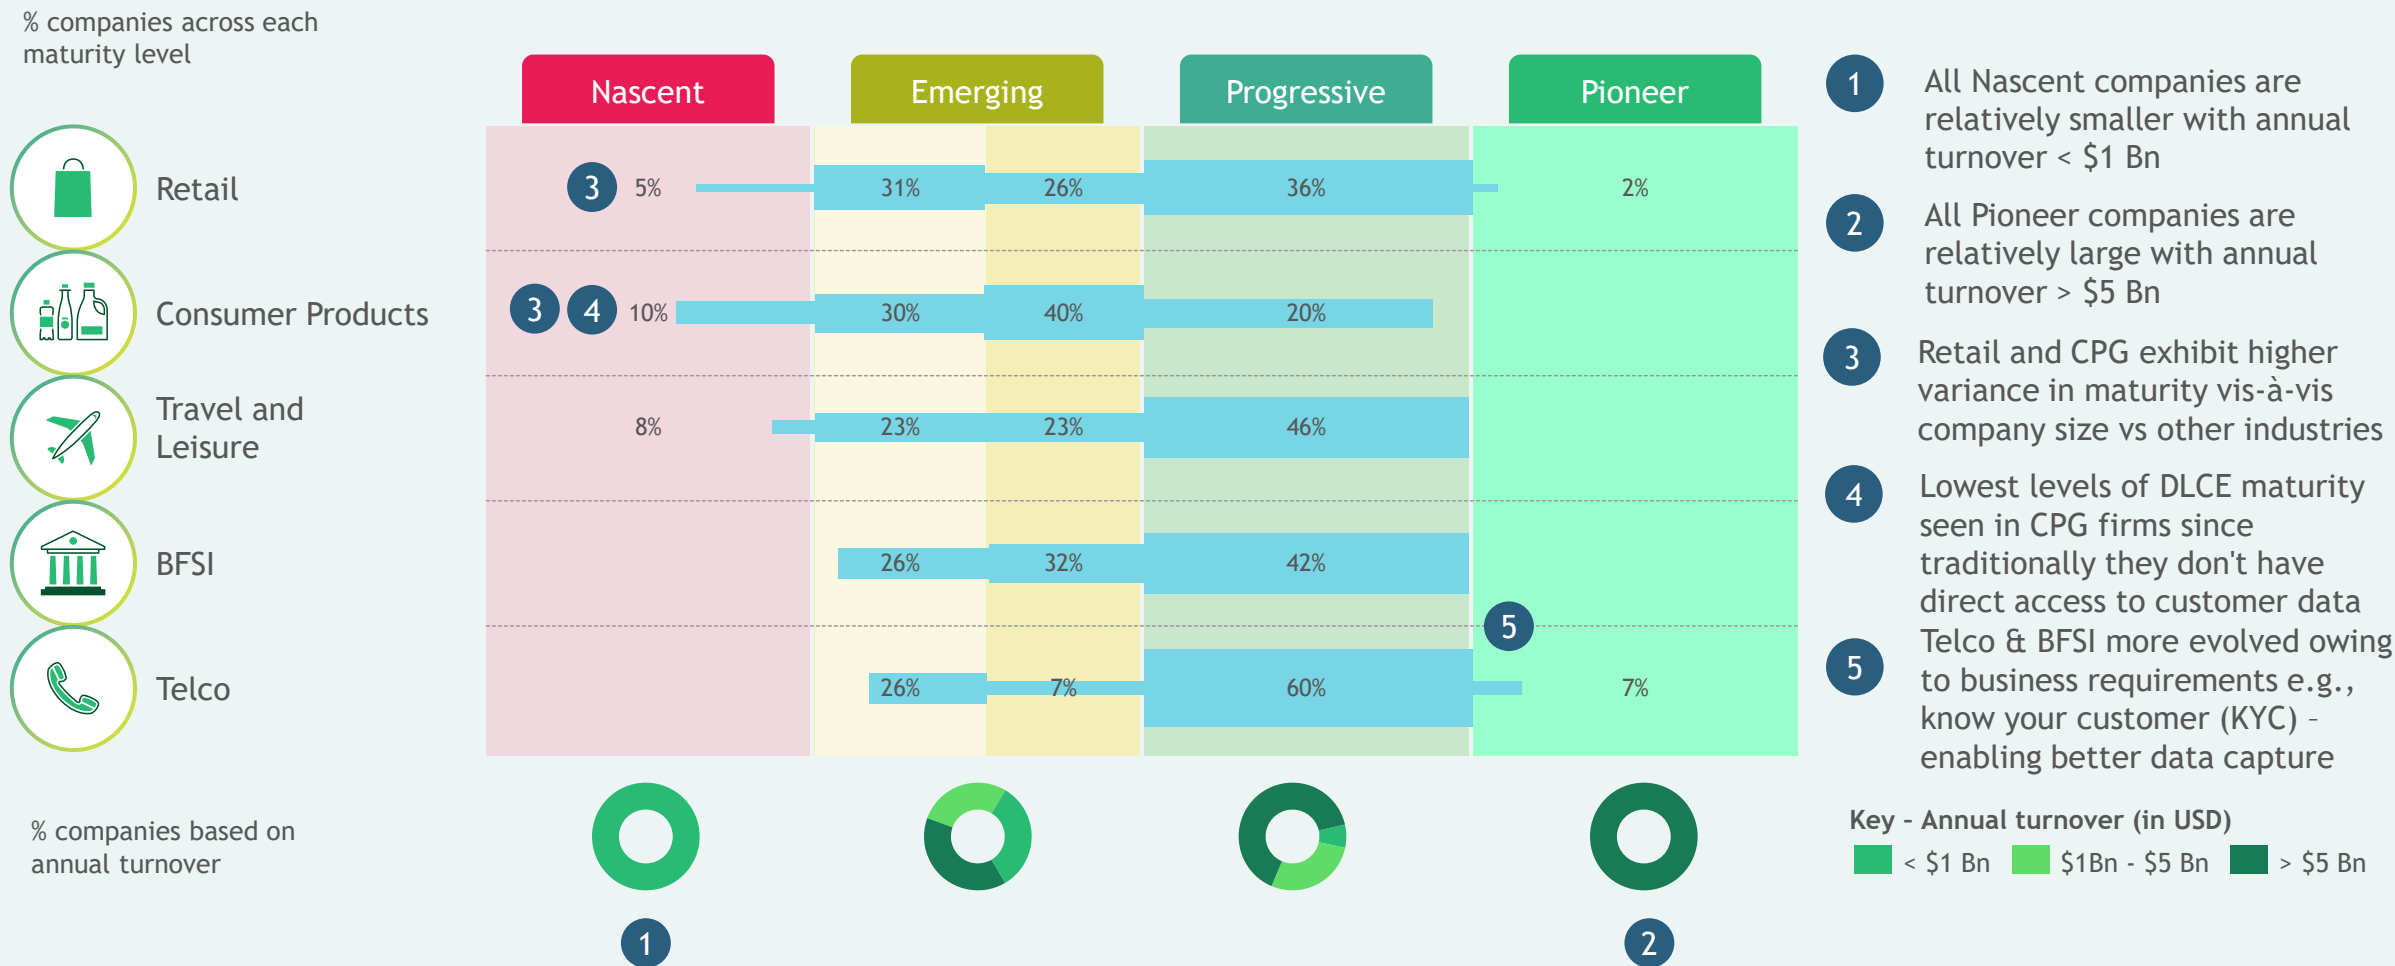 % companies across each
maturity level
Nascent
Emerging
Progressive
Pioneer
Retail
3
5%
31%
26%
36%
2%
Consumer Products
3
4
10%
30%
40%
20%
Travel and
Leisure
8%
23%
23%
46%
BFSI
26%
32%
42%
5
Telco
26%
7%
60%
7%
% companies based on
annual turnover
1
2
1
All Nascent companies are
relatively smaller with annual
turnover < $1 Bn
2
All Pioneer companies are
relatively large with annual
turnover > $5 Bn
3
Retail and CPG exhibit higher
variance in maturity vis-à-vis
company size vs other industries
4
Lowest levels of DLCE maturity
seen in CPG firms since
traditionally they don't have
direct access to customer data
5
Telco & BFSI more evolved owing
to business requirements e.g.,
know your customer (KYC) –
enabling better data capture
Key – Annual turnover (in USD)
< $1 Bn
$1Bn - $5 Bn
> $5 Bn